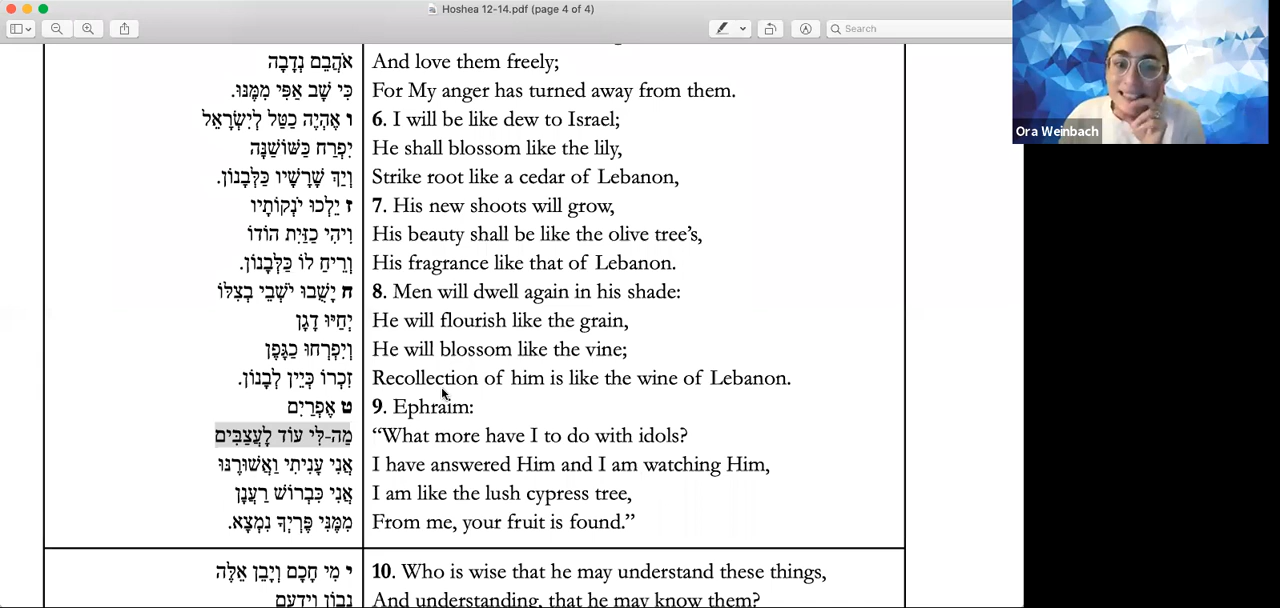 Hoshea 12-14.pdf (page 4 of 4)
Search
Ora Weinbach
אֹהֲבֵם נְדָבָה
And love them freely;
כִּי שָׁב אַפִּי מִמֶּנּוּ.
For My anger has turned away from them.
ו אֶהְיֶה כַטַּל לְיִשְׂרָאֵל
6. I will be like dew to Israel;
יִפְרַח כַּשּׁוֹשַׁנָּה
He shall blossom like the lily,
וְיַךְ שָׁרָשָׁיו כַּלְּבָנוֹן.
Strike root like a cedar of Lebanon,
ז יֵלְכוּ יֹנְקוֹתָיו
7. His new shoots will grow,
וִיהִי כַזַּיִת הוֹדוֹ
His beauty shall be like the olive tree’s,
וְרֵיחַ לוֹ כַּלְּבָנוֹן.
His fragrance like that of Lebanon.
ח יָשֻׁבוּ יֹשְׁבֵי בְצִלּוֹ
8. Men will dwell again in his shade:
יְחַיּוּ דָגָן
He will flourish like the grain,
וְיִפְרְחוּ כַגָּפֶן
He will blossom like the vine;
זִכְרוֹ כְּיֵין לְבָנוֹן.
Recollection of him is like the wine of Lebanon.
ט אֶפְרַיִם
9. Ephraim:
מַה-לִּי עוֹד לָעֲצַבִּים
“What more have I to do with idols?
אֲנִי עָנִיתִי וַאֲשׁוּרֶנּוּ
I have answered Him and I am watching Him,
אֲנִי כִּבְרוֹשׁ רַעֲנָן
I am like the lush cypress tree,
מִמֶּנִּי פֶּרְיְךָ נִמְצָא.
From me, your fruit is found.”
י מִי חָכָם וְיָבֵן אֵלֶּה
10. Who is wise that he may understand these things,
נָבוֹן וְיֵדָעֵם
And understanding, that he may know them?